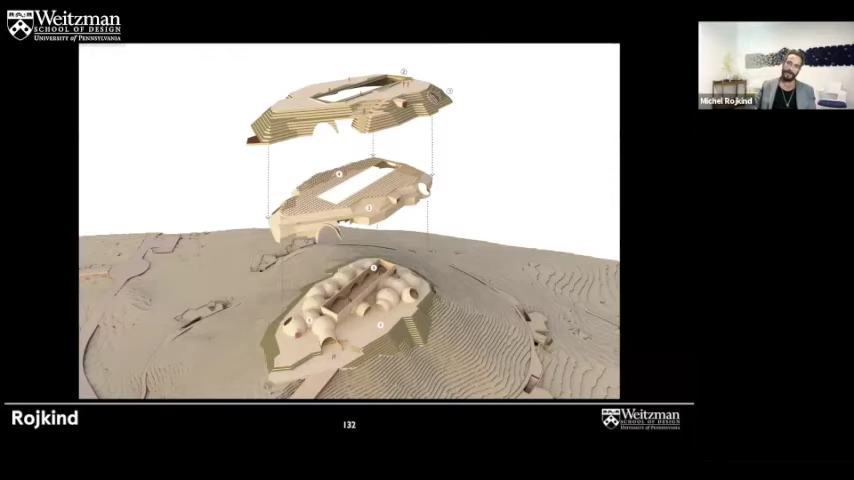 Weitzman
SCHOOL OF DESIGN
UNIVERSITY of PENNSYLVANIA
Michel Rojkind
Rojkind
132
Weitzman
SCHOOL OF DESIGN
UNIVERSITY of PENNSYLVANIA